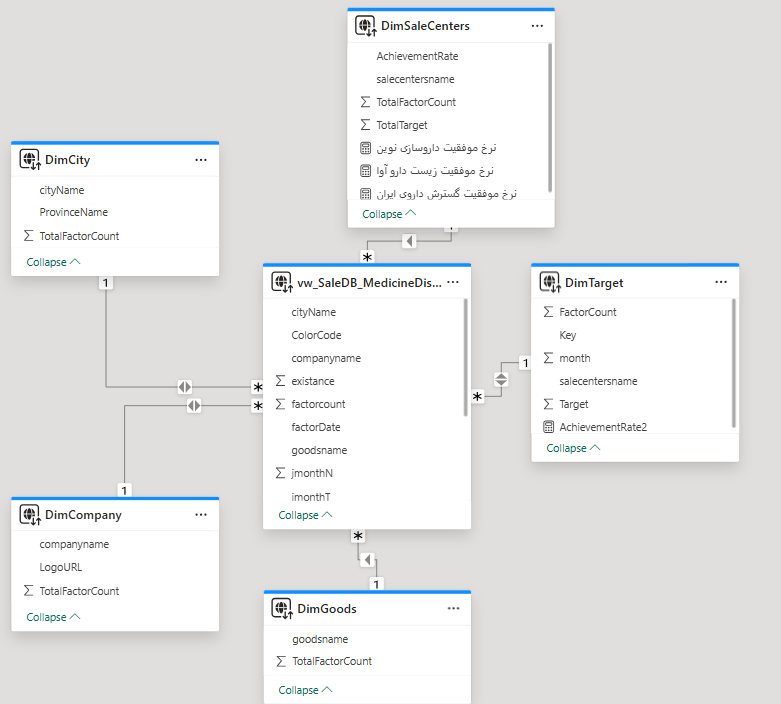 DimSaleCenters
AchievementRate
salecentersname
TotalFactorCount
TotalTarget
نرخ موفقیت داروسازی نوین
نرخ موفقیت زیست دارو آوا
نرخ موفقیت گسترش داروی ایران
Collapse
DimCity
cityName
ProvinceName
TotalFactorCount
Collapse
1
1
*
vw_SaleDB_MedicineDis...
cityName
ColorCode
companyname
existance
factorcount
factorDate
goodsname
jmonthN
jmonthT
Collapse
*
*
*
1
DimTarget
FactorCount
Key
month
salecentersname
Target
AchievementRate2
Collapse
1
DimCompany
companyname
LogoURL
TotalFactorCount
Collapse
*
1
DimGoods
goodsname
TotalFactorCount
Collapse